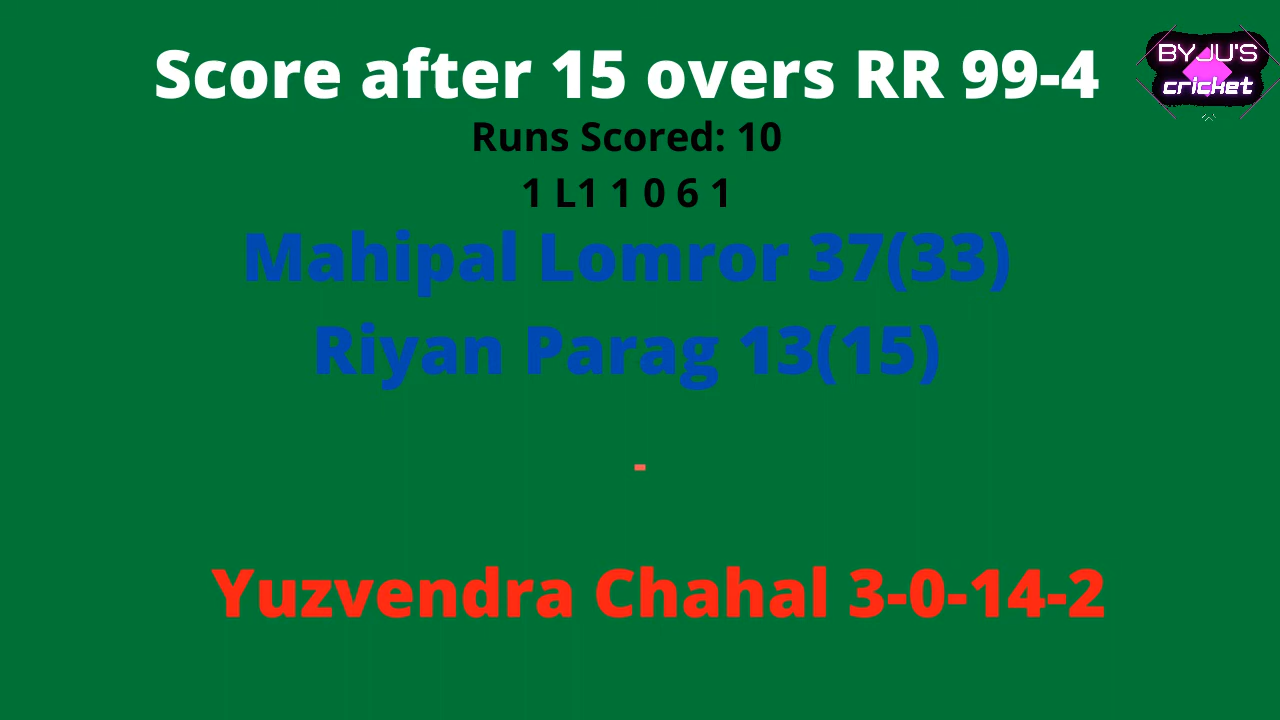 Score after 15 overs RR 99-4
BYJU'S
cricket
Runs Scored: 10
1 L1 1 0 6 1
Mahipal Lomror 37(33)
Riyan Parag 13(15)
-
Yuzvendra Chahal 3-0-14-2